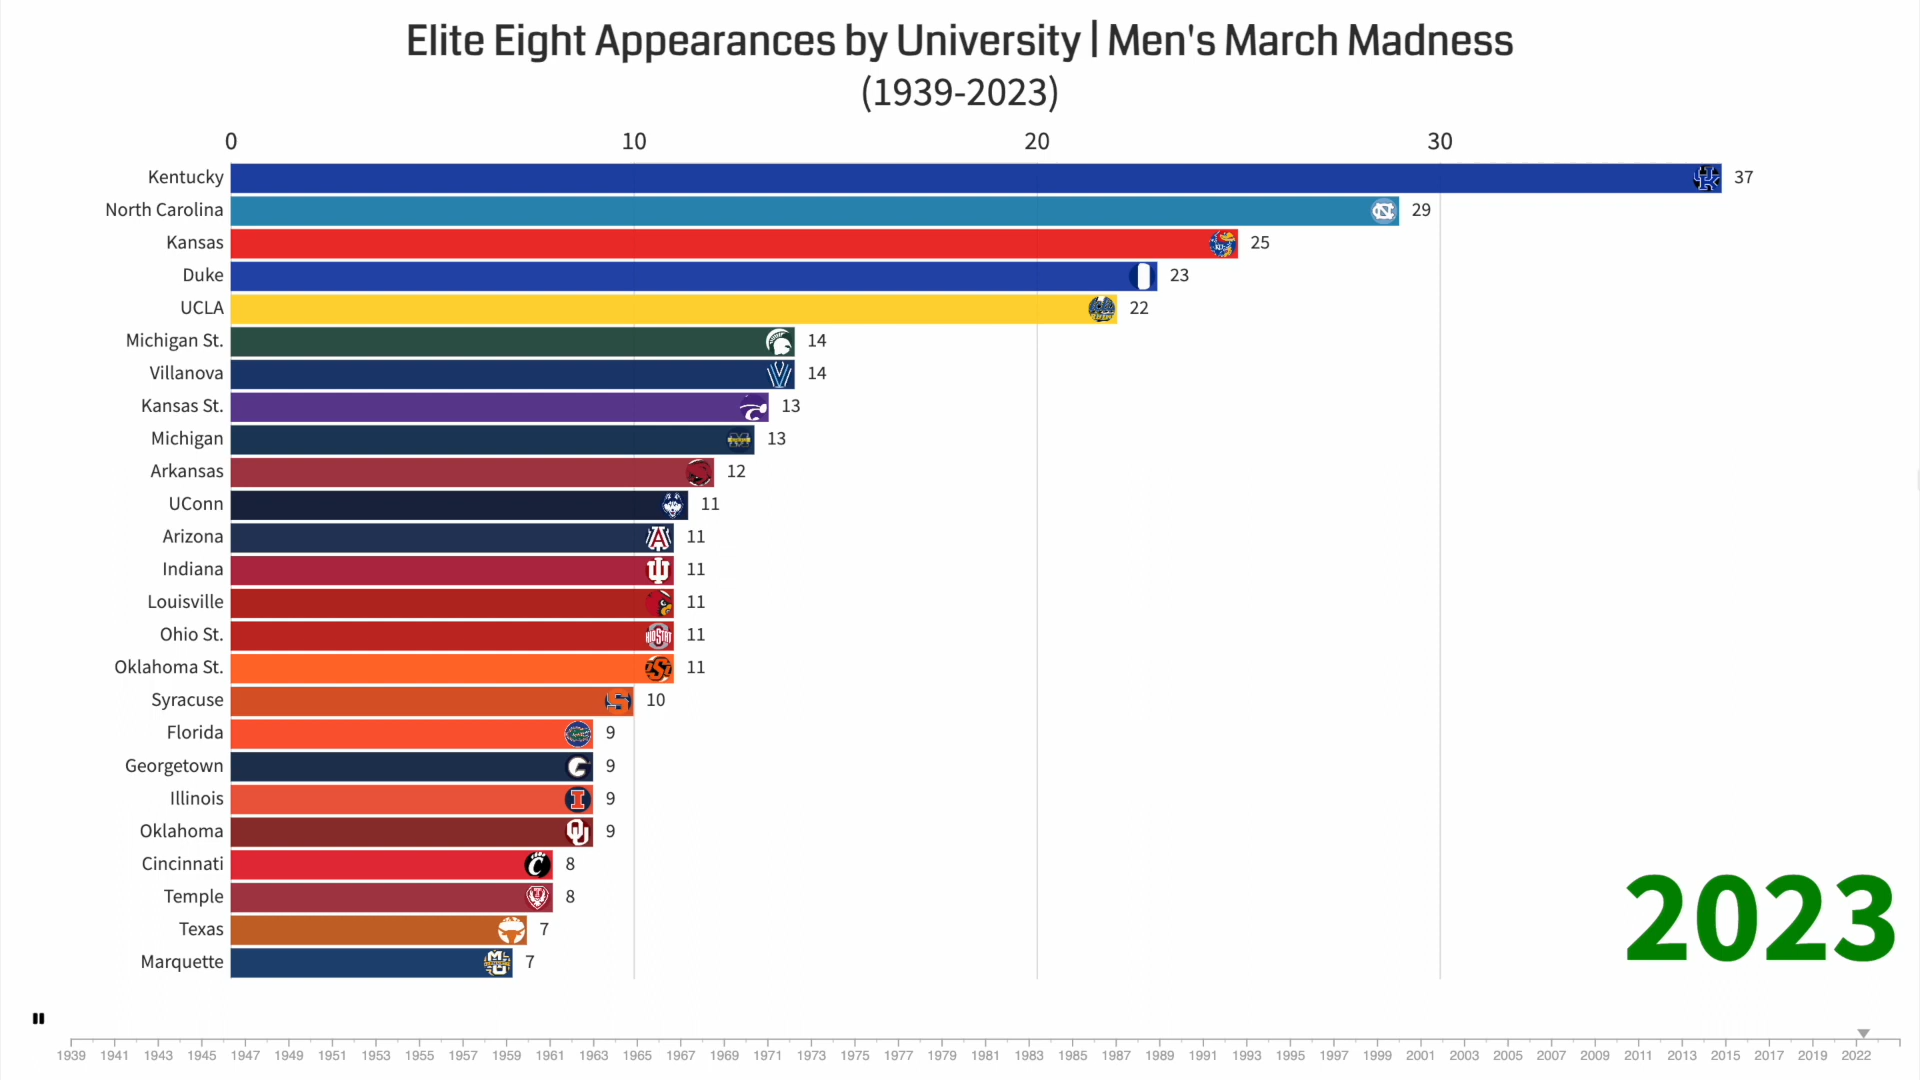 Elite Eight Appearances by University | Men's March Madness
(1939-2023)
0 10 20 30
Kentucky 37
North Carolina 29
Kansas 25
Duke 23
UCLA 22
Michigan St. 14
Villanova 14
Kansas St. 13
Michigan 13
Arkansas 12
UConn 11
Arizona 11
Indiana 11
Louisville 11
Ohio St. 11
Oklahoma St. 11
Syracuse 10
Florida 9
Georgetown 9
Illinois 9
Oklahoma 9
Cincinnati 8
Temple 8
Texas 7
Marquette 7
2023
1939 1941 1943 1945 1947 1949 1951 1953 1955 1957 1959 1961 1963 1965 1967 1969 1971 1973 1975 1977 1979 1981 1983 1985 1987 1989 1991 1993 1995 1997 1999 2001 2003 2005 2007 2009 2011 2013 2015 2017 2019 2022